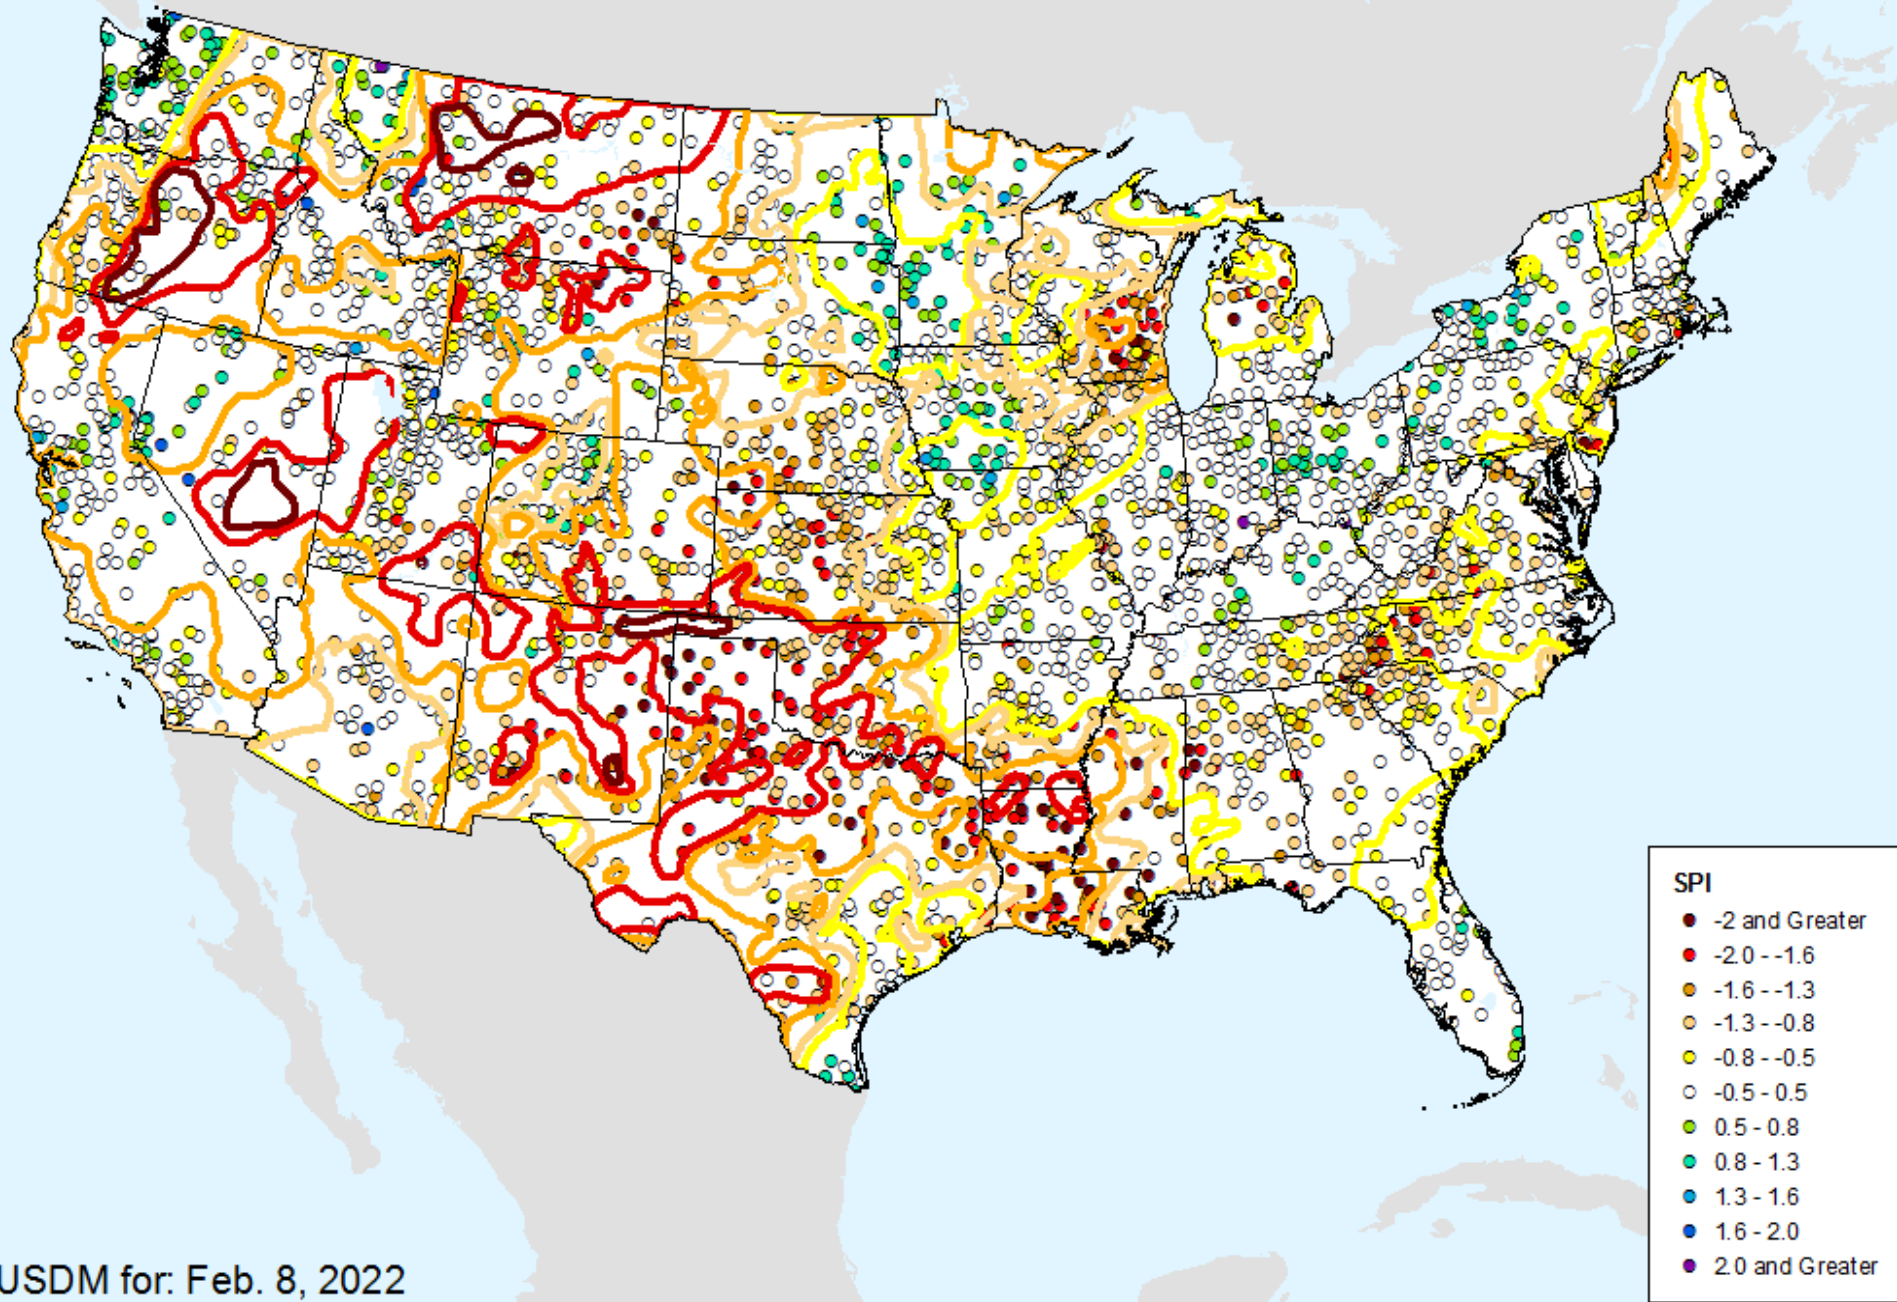 SPI
-2 and Greater
-2.0 - -1.6
-1.6 - -1.3
-1.3 - -0.8
-0.8 - -0.5
-0.5 - 0.5
0.5 - 0.8
0.8 - 1.3
1.3 - 1.6
1.6 - 2.0
2.0 and Greater
USDM for: Feb. 8, 2022